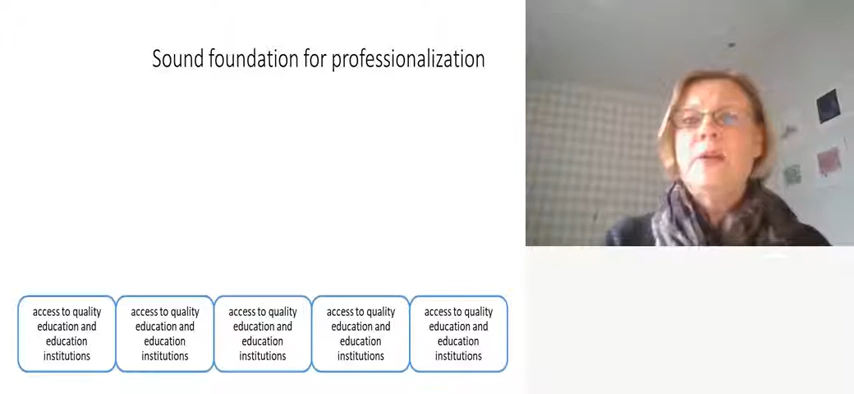 Sound foundation for professionalization
access to quality
education and
education
institutions
access to quality
education and
education
institutions
access to quality
education and
education
institutions
access to quality
education and
education
institutions
access to quality
education and
education
institutions